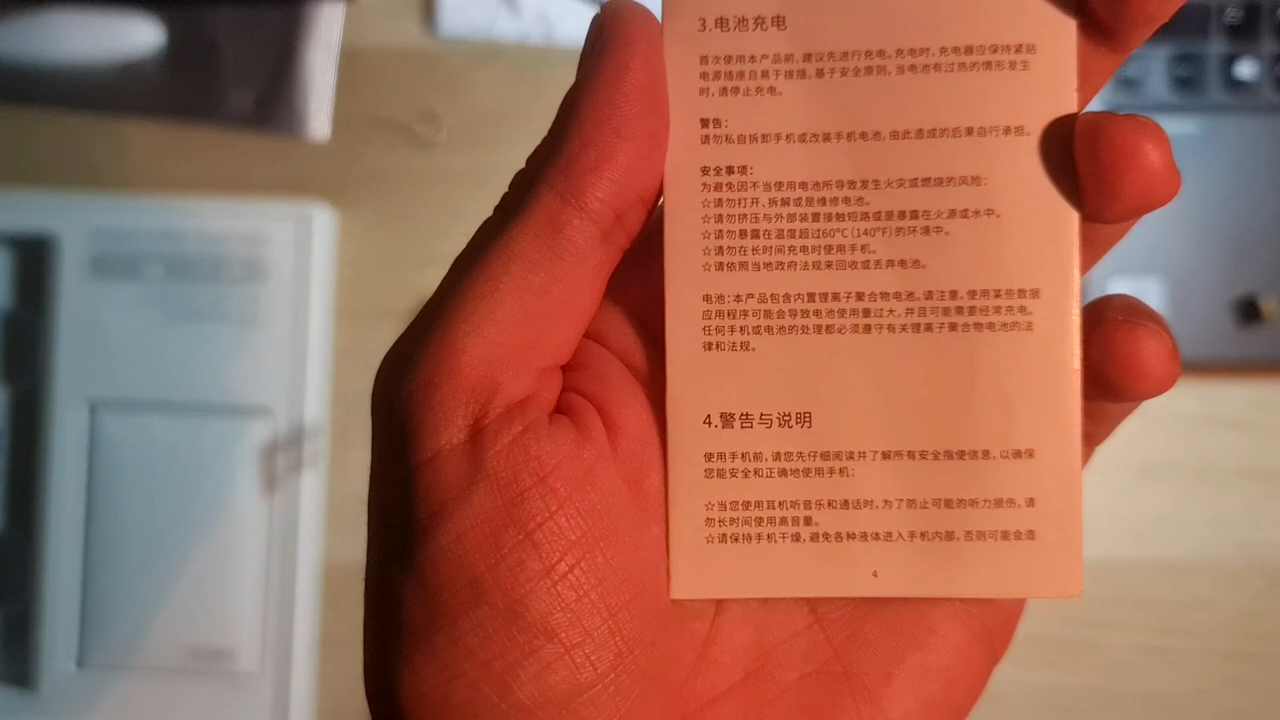 3.电池充电
首次使用本产品前，建议先进行充电。充电时，充电器应保持紧贴
电源插座且易于拨插。基于安全原则，当电池有过热的情形发生
时，请停止充电。
警告：
请勿私自拆卸手机或改装手机电池，由此造成的后果自行承担。
安全事项：
为避免因不当使用电池所导致发生火灾或燃烧的风险：
☆请勿打开、拆解或是维修电池。
☆请勿挤压与外部装置接触短路或是暴露在火源或水中。
☆请勿暴露在温度超过60°C（140°F）的环境中。
☆请勿在长时间充电时使用手机。
☆请依照当地政府法规来回收或丢弃电池。
电池：本产品包含内置锂离子聚合物电池。请注意，使用某些数据
应用程序可能会导致电池使用量过大，并且可能需要经常充电。
任何手机或电池的处理都必须遵守有关锂离子聚合物电池的法
律和法规。
4.警告与说明
使用手机前，请您先仔细阅读并了解所有安全指使信息，以确保
您能安全和正确地使用手机：
☆当您使用耳机听音乐和通话时，为了防止可能的听力损伤，请
勿长时间使用高音量。
☆请保持手机干燥，避免各种液体进入手机内部，否则可能会造
4